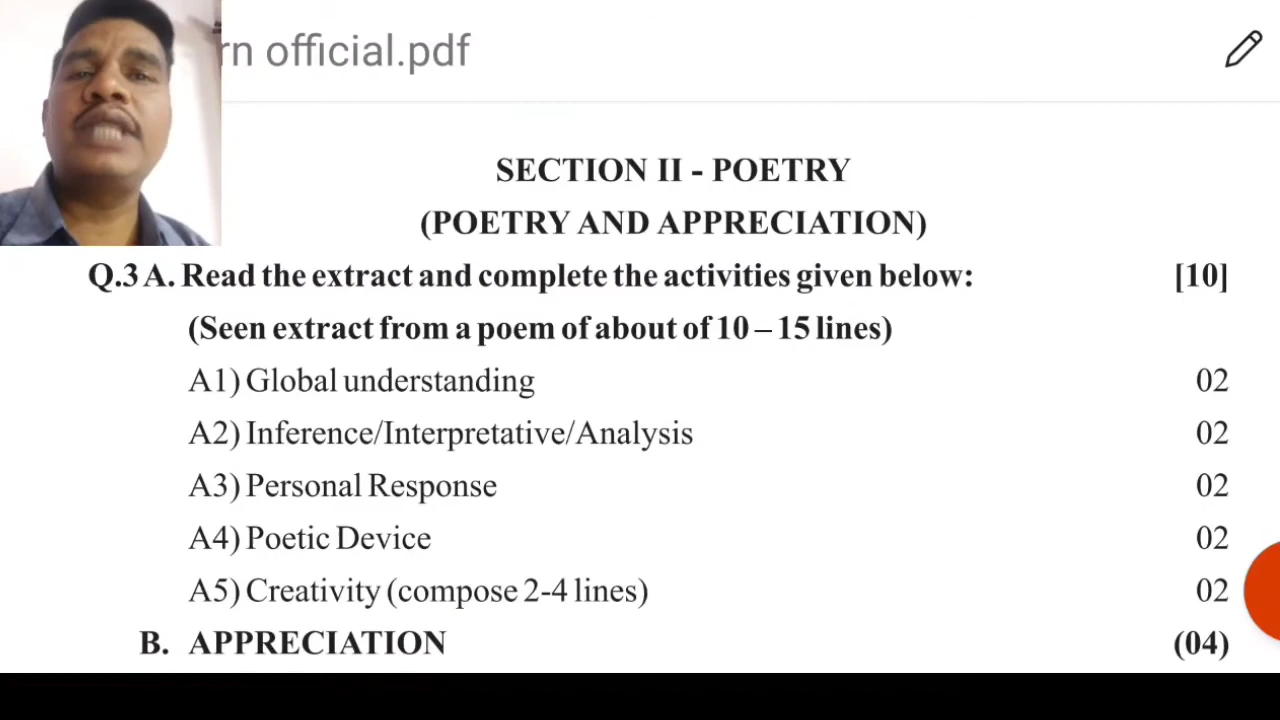 rn official.pdf
SECTION II - POETRY
(POETRY AND APPRECIATION)
Q.3 A. Read the extract and complete the activities given below: [10]
(Seen extract from a poem of about of 10 – 15 lines)
A1) Global understanding 02
A2) Inference/Interpretative/Analysis 02
A3) Personal Response 02
A4) Poetic Device 02
A5) Creativity (compose 2-4 lines) 02
B. APPRECIATION (04)